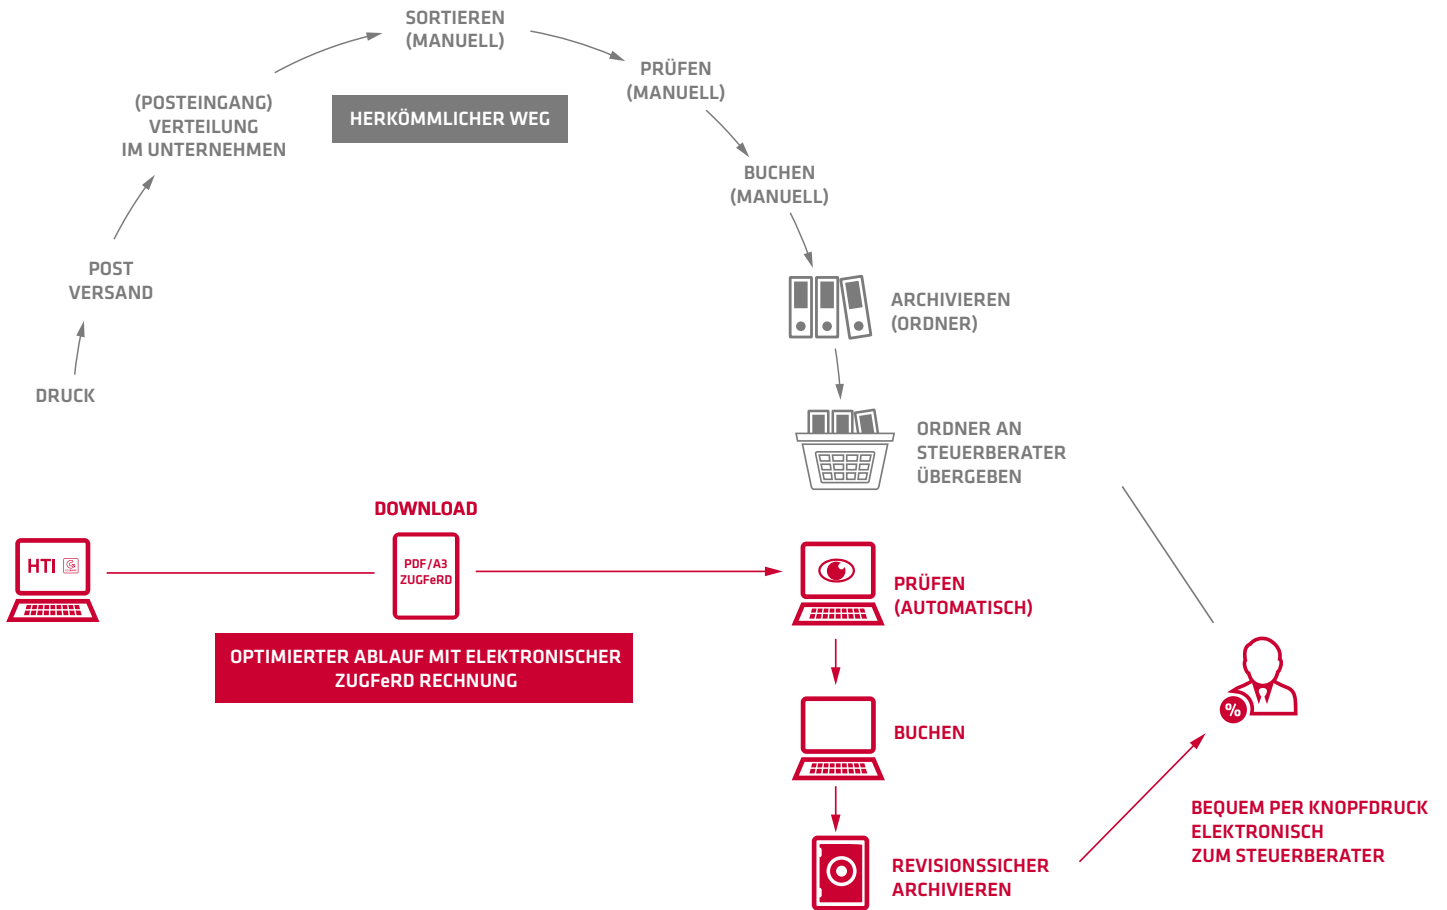 SORTIEREN
(MANUELL)
PRÜFEN
(MANUELL)
(POSTEINGANG)
VERTEILUNG
IM UNTERNEHMEN
HERKÖMMLICHER WEG
BUCHEN
(MANUELL)
POST
VERSAND
ARCHIVIEREN
(ORDNER)
DRUCK
ORDNER AN
STEUERBERATER
ÜBERGEBEN
DOWNLOAD
HTI
PDF/A3
ZUGFeRD
PRÜFEN
(AUTOMATISCH)
OPTIMIERTER ABLAUF MIT ELEKTRONISCHER
ZUGFeRD RECHNUNG
%
BUCHEN
BEQUEM PER KNOPFDRUCK
ELEKTRONISCH
ZUM STEUERBERATER
REVISIONSSICHER
ARCHIVIEREN